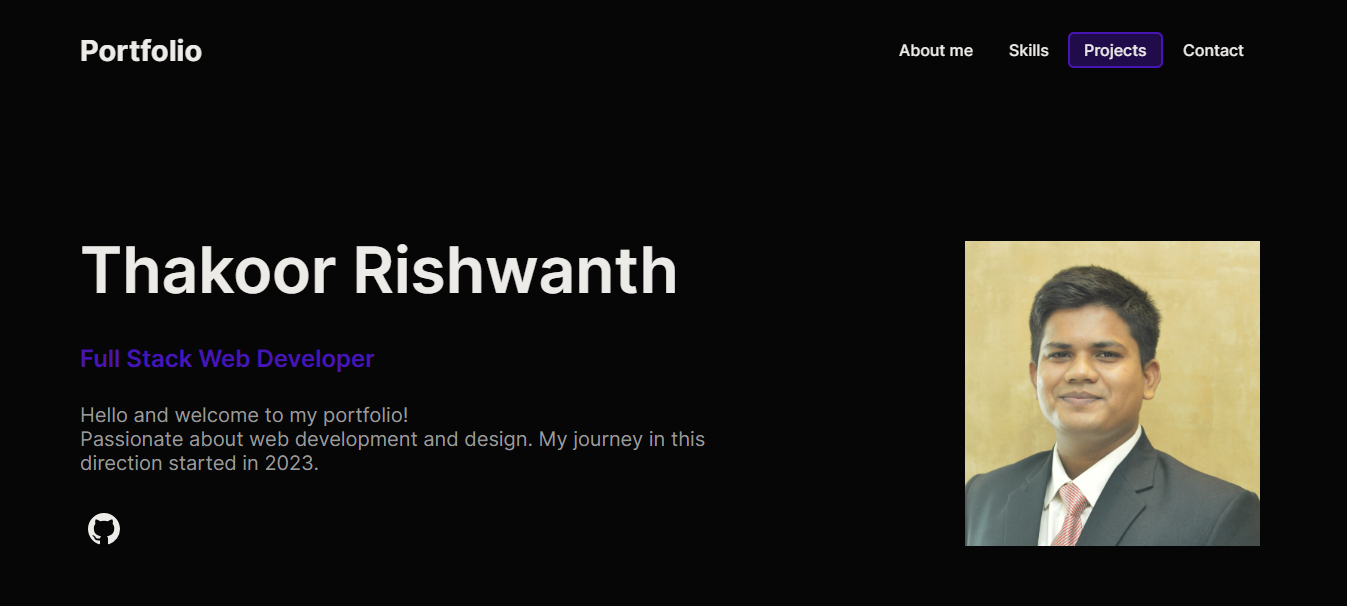 Portfolio
About me
Skills
Projects
Contact
Thakoor Rishwanth
Full Stack Web Developer
Hello and welcome to my portfolio!
Passionate about web development and design. My journey in this
direction started in 2023.